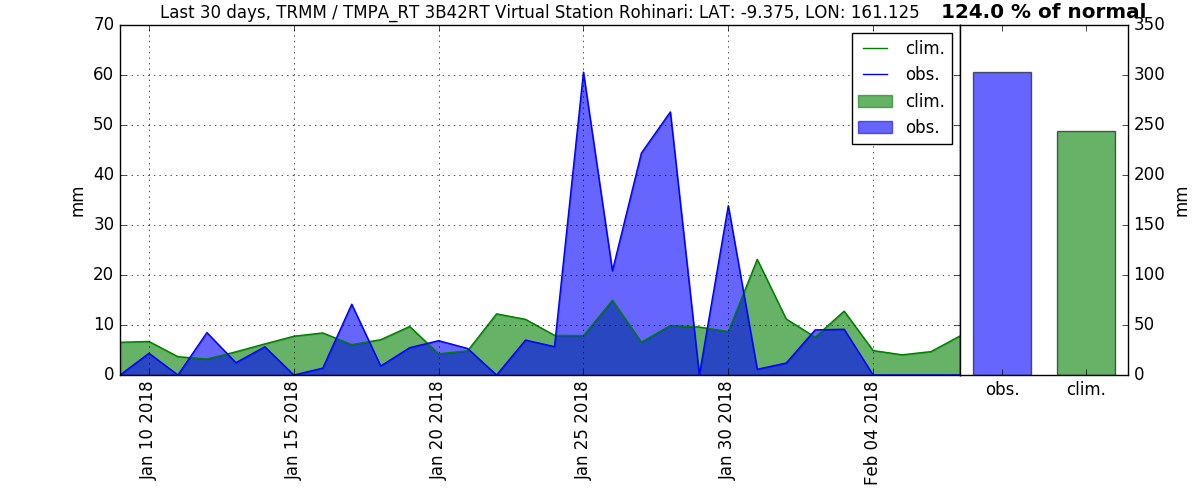 Last 30 days, TRMM / TMPA_RT 3B42RT Virtual Station Rohinari: LAT: -9.375, LON: 161.125
124.0 % of normal
70
60
50
40
30
20
10
0
mm
Jan 10 2018
Jan 15 2018
Jan 20 2018
Jan 25 2018
Jan 30 2018
Feb 04 2018
clim.
obs.
clim.
obs.
obs.
clim.
350
300
250
200
150
100
50
0
mm